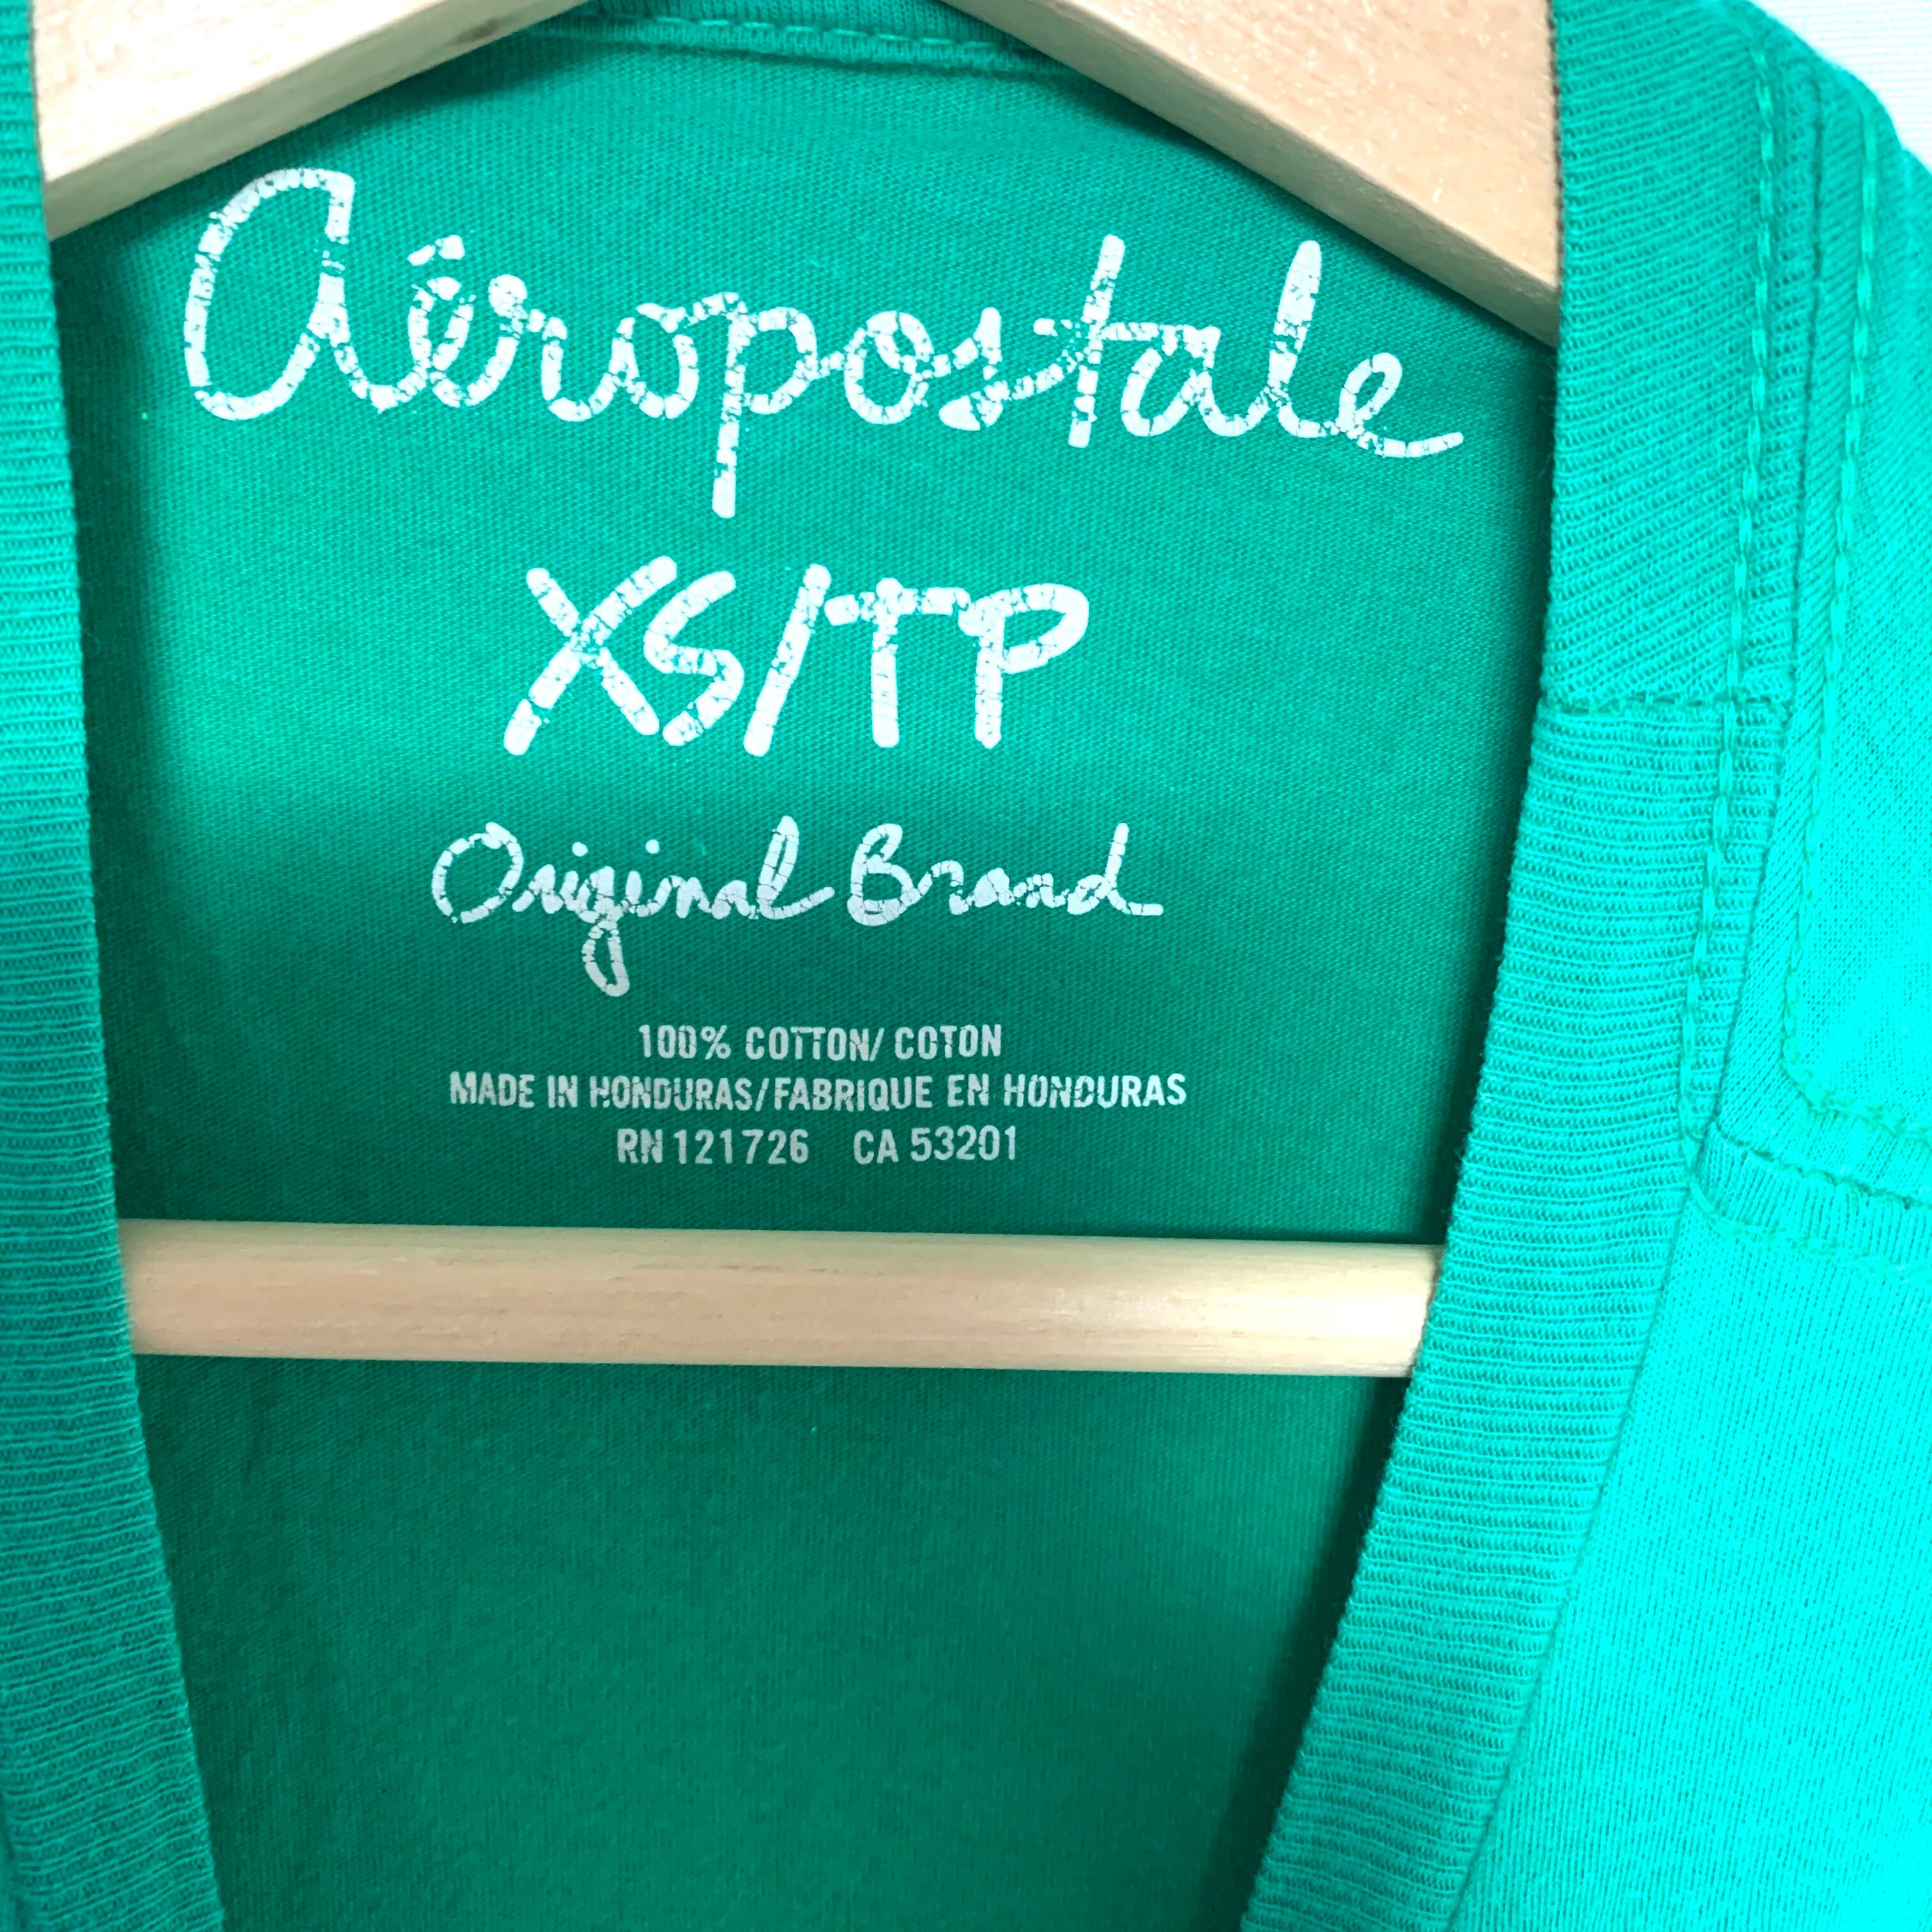 Aéropostale
XS/TP
Original Brand
100% COTTON/ COTON
MADE IN HONDURAS/FABRIQUE EN HONDURAS
RN 121726 CA 53201